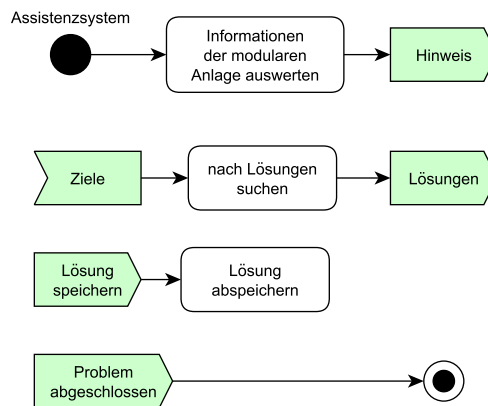 Assistenzsystem
Informationen
der modularen
Anlage auswerten
Hinweis
Ziele
nach Lösungen
suchen
Lösungen
Lösung
speichern
Lösung
abspeichern
Problem
abgeschlossen